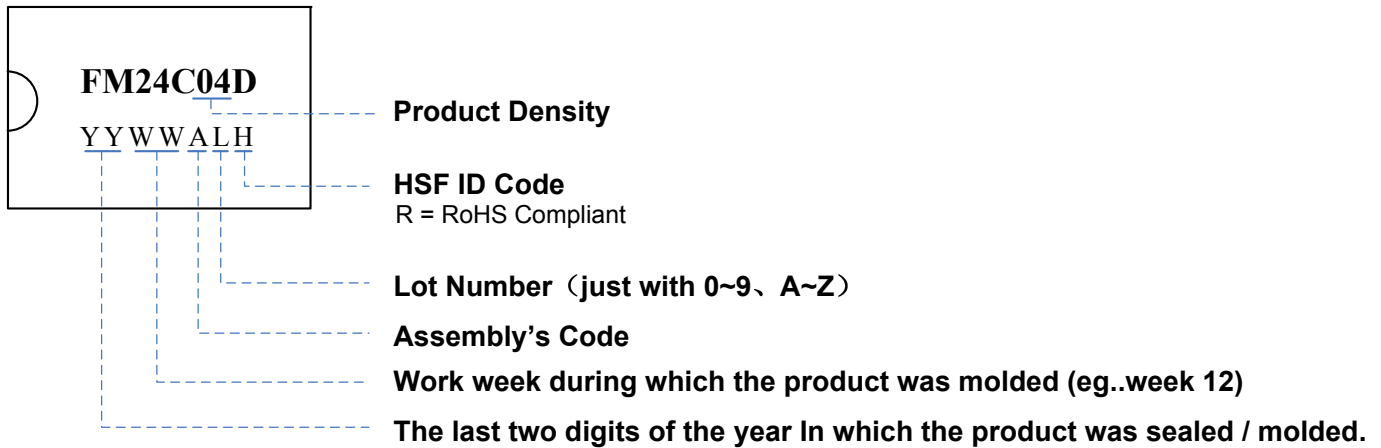 FM24C04D
YYWWALH
Product Density
HSF ID Code
R = RoHS Compliant
Lot Number（just with 0~9、A~Z）
Assembly’s Code
Work week during which the product was molded (eg..week 12)
The last two digits of the year In which the product was sealed / molded.